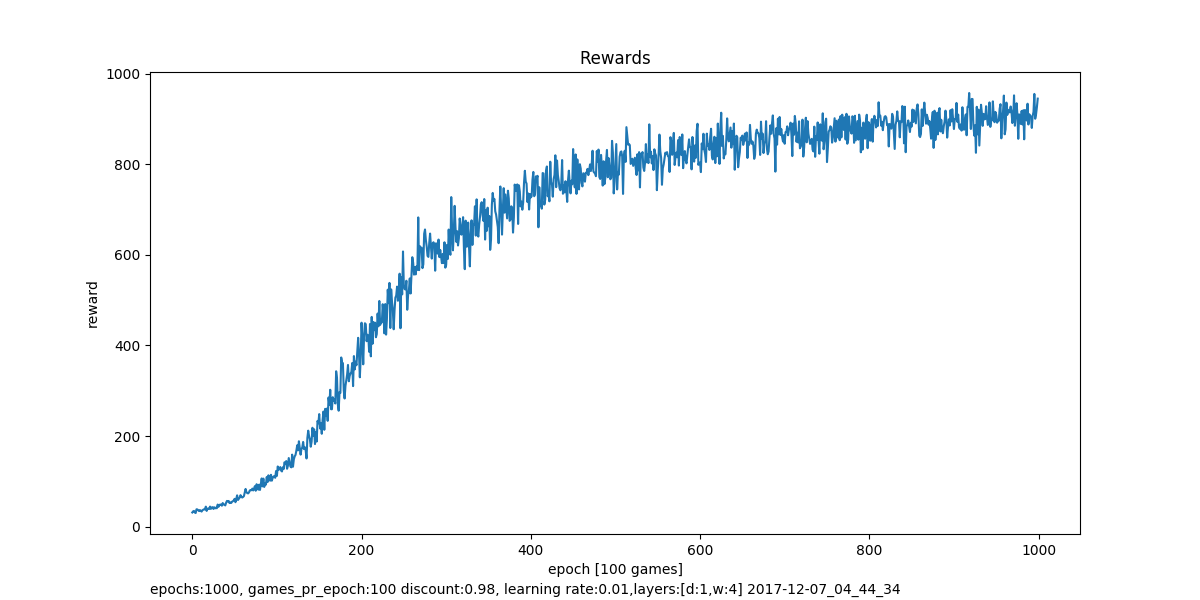 Rewards
1000
800
600
400
200
0
reward
0 200 400 600 800 1000
epoch [100 games]
epochs:1000, games_pr_epoch:100 discount:0.98, learning rate:0.01,layers:[d:1,w:4] 2017-12-07_04_44_34